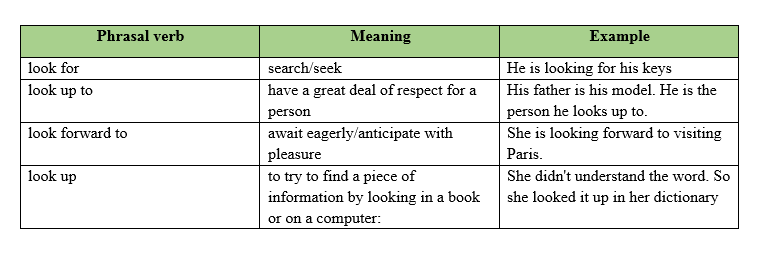 Phrasal verb Meaning Example
look for search/seek He is looking for his keys
look up to have a great deal of respect for a His father is his model. He is the
person person he looks up to.
look forward to await eagerly/anticipate with She is looking forward to visiting
pleasure Paris.
look up to try to find a piece of She didn't understand the word. So
information by looking in a book she looked it up in her dictionary
or on a computer: